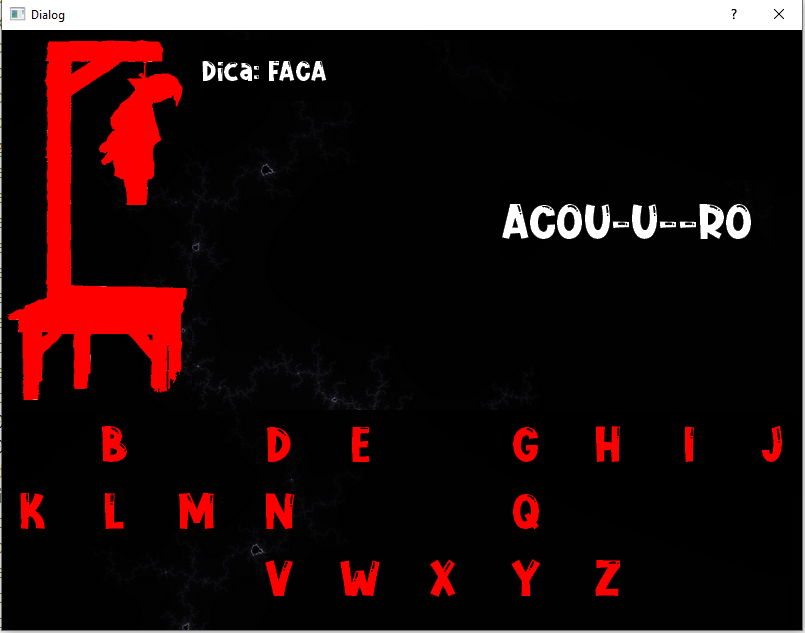 Dialog ?
Dica: FACA
ACOU-U--RO
B D E G H I J
K L M N Q
V W X Y Z